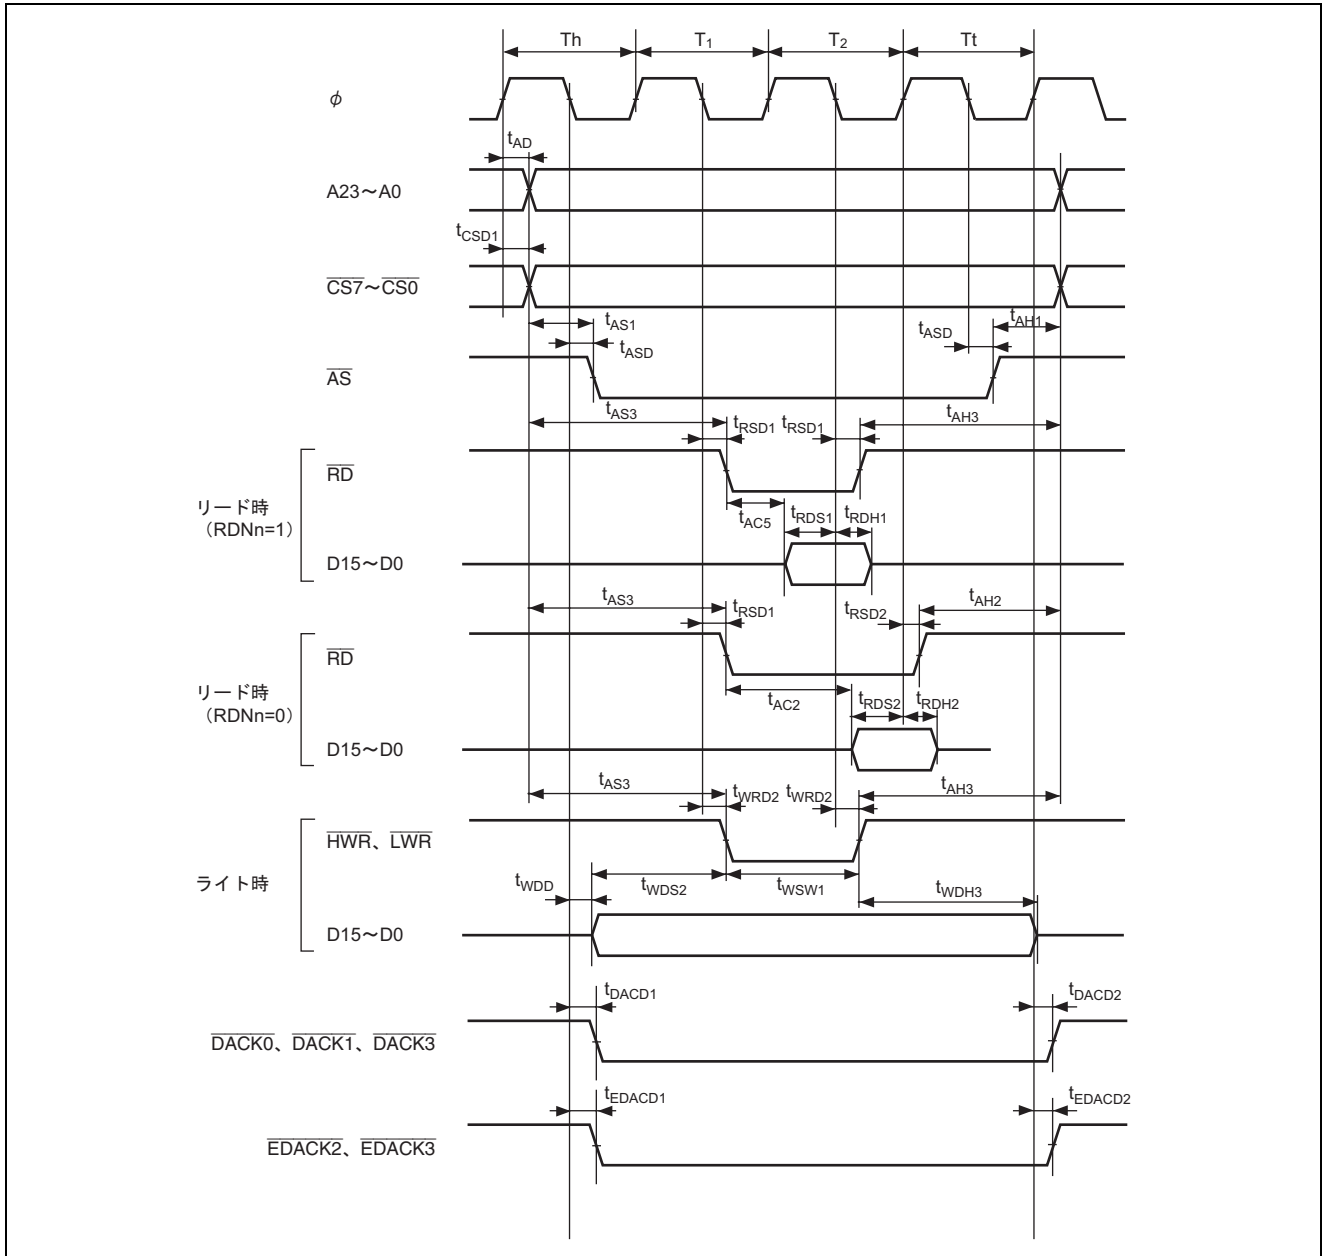 Th T1 T2 Tt
φ
tAD
A23～A0
tCSD1
CS7～CS0
tAS1 tASD tAH1
tASD
AS
tAS3 tRSD1 tRSD1 tAH3
RD
リード時
（RDNn=1）
tAC5 tRDS1 tRDH1
D15～D0
tAS3 tRSD1 tRSD2 tAH2
RD
リード時
（RDNn=0）
tAC2 tRDS2 tRDH2
D15～D0
tAS3 tWRD2 tWRD2 tAH3
HWR、LWR
ライト時
tWDD tWDS2 tWSW1 tWDH3
D15～D0
tDACD1 tDACD2
DACK0、DACK1、DACK3
tEDACD1 tEDACD2
EDACK2、EDACK3